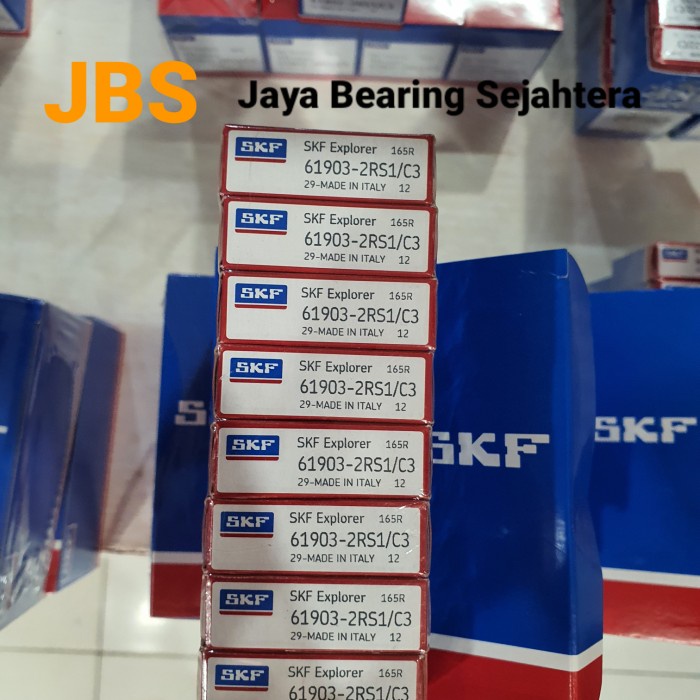 JBS Jaya Bearing Sejahtera
SKF SKF Explorer 165R
61903-2RS1/C3
29-MADE IN ITALY 12
SKF SKF Explorer 165R
61903-2RS1/C3
29-MADE IN ITALY 12
SKF SKF Explorer 165R
61903-2RS1/C3
29-MADE IN ITALY 12
SKF SKF Explorer 165R
61903-2RS1/C3
29-MADE IN ITALY 12
SKF SKF Explorer 165R
61903-2RS1/C3
29-MADE IN ITALY 12
SKF SKF Explorer 165R
61903-2RS1/C3
29-MADE IN ITALY 12
SKF SKF Explorer 165R
61903-2RS1/C3
29-MADE IN ITALY 12
SKF SKF Explorer 165R
61903-2RS1/C3
SKF
SKF